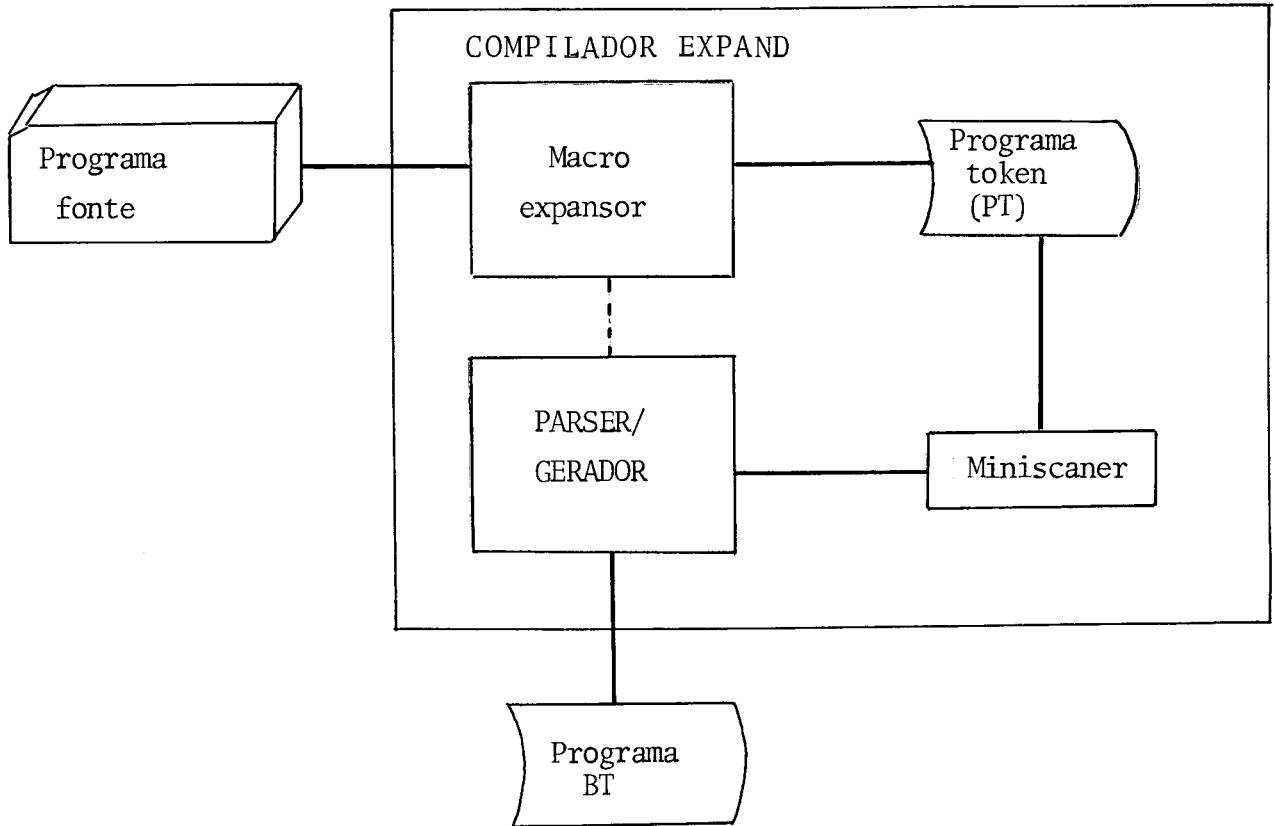 COMPILADOR EXPAND
Programa
fonte
Macro
expansor
Programa
token
(PT)
PARSER/
GERADOR
Miniscaner
Programa
BT